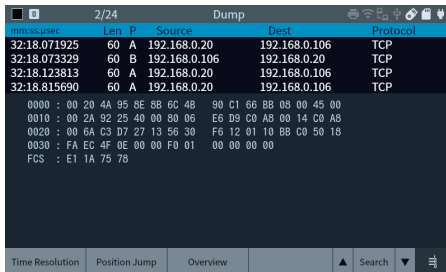 0 2/24 Dump
mm:ss.μsec Len P Source Dest Protocol
32:18.071925 60 A 192.168.0.20 192.168.0.106 TCP
32:18.073329 60 B 192.168.0.106 192.168.0.20 TCP
32:18.123813 60 A 192.168.0.20 192.168.0.106 TCP
32:18.815690 60 A 192.168.0.20 192.168.0.106 TCP
0000 : 00 20 4A 95 8E 8B 6C 4B 90 C1 66 BB 08 00 45 00
0010 : 00 2A 92 25 40 00 80 06 E6 D9 C0 A8 00 14 C0 A8
0020 : 00 6A C3 D7 27 13 56 30 F6 12 01 10 BB C0 50 18
0030 : FA EC 4F 0E 00 00 F0 01 00 00 00 00
FCS : E1 1A 75 78
Time Resolution Position Jump Overview ▲ Search ▼